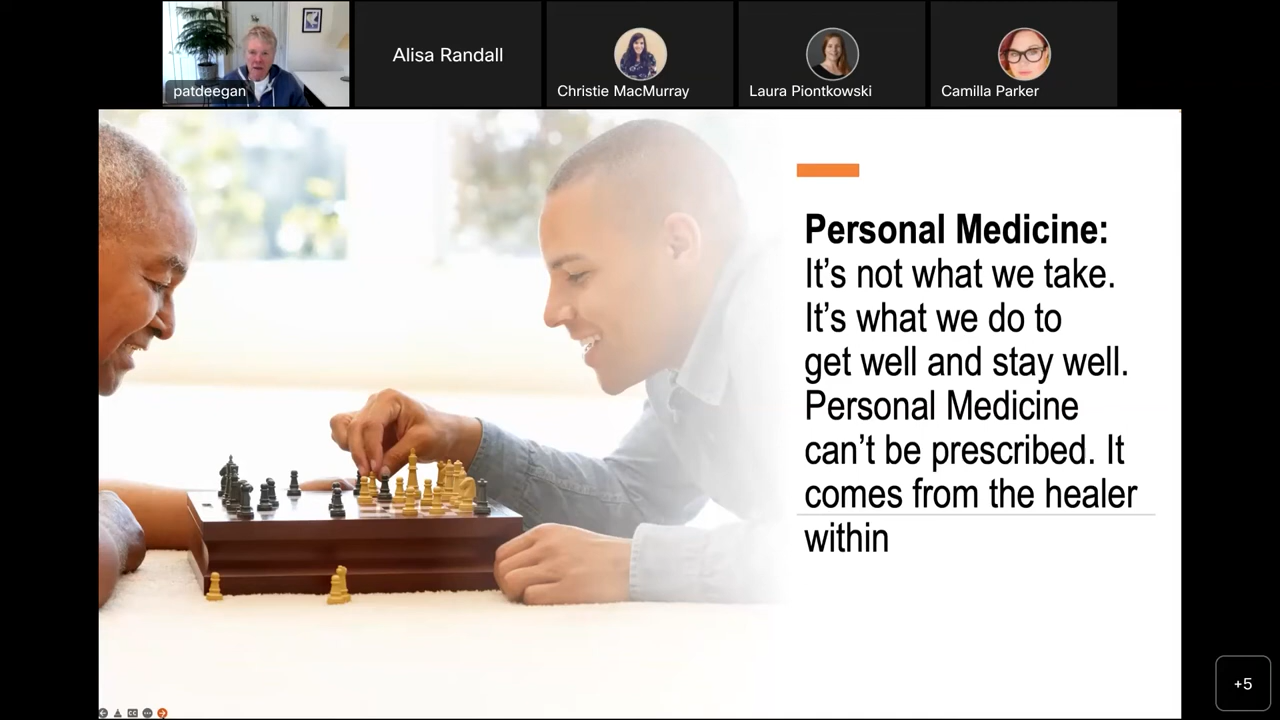 patdeegan
Alisa Randall
Christie MacMurray
Laura Piontkowski
Camilla Parker
Personal Medicine:
It’s not what we take.
It’s what we do to
get well and stay well.
Personal Medicine
can’t be prescribed. It
comes from the healer
within
+5